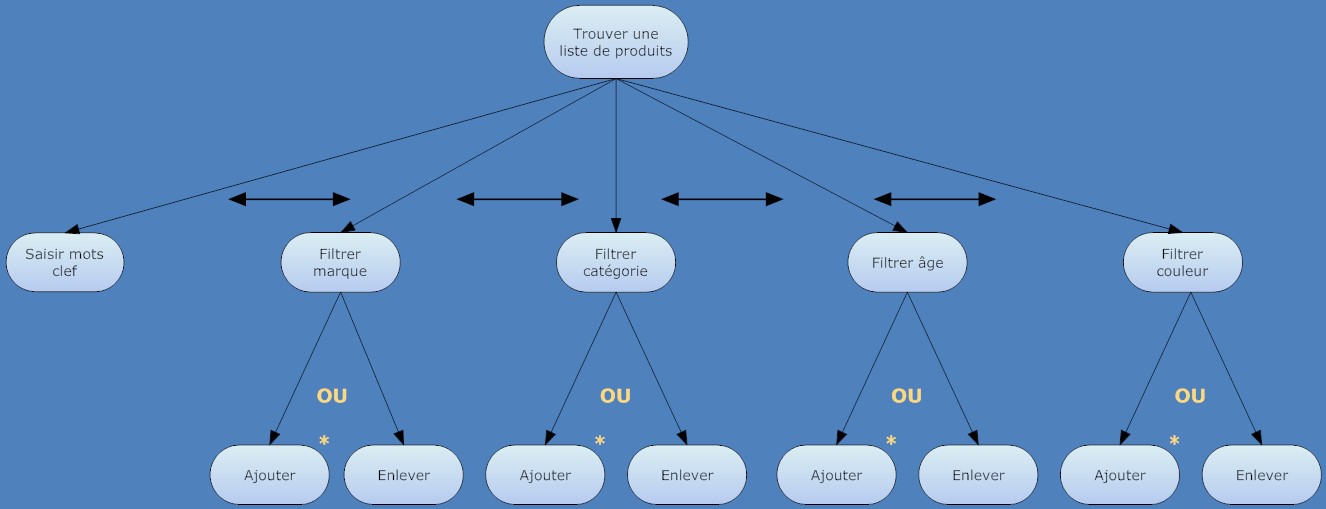 Trouver une
liste de produits
Saisir mots
clef
Filtrer
marque
Filtrer
catégorie
Filtrer âge
Filtrer
couleur
OU
OU
OU
OU
*
*
*
*
Ajouter
Enlever
Ajouter
Enlever
Ajouter
Enlever
Ajouter
Enlever